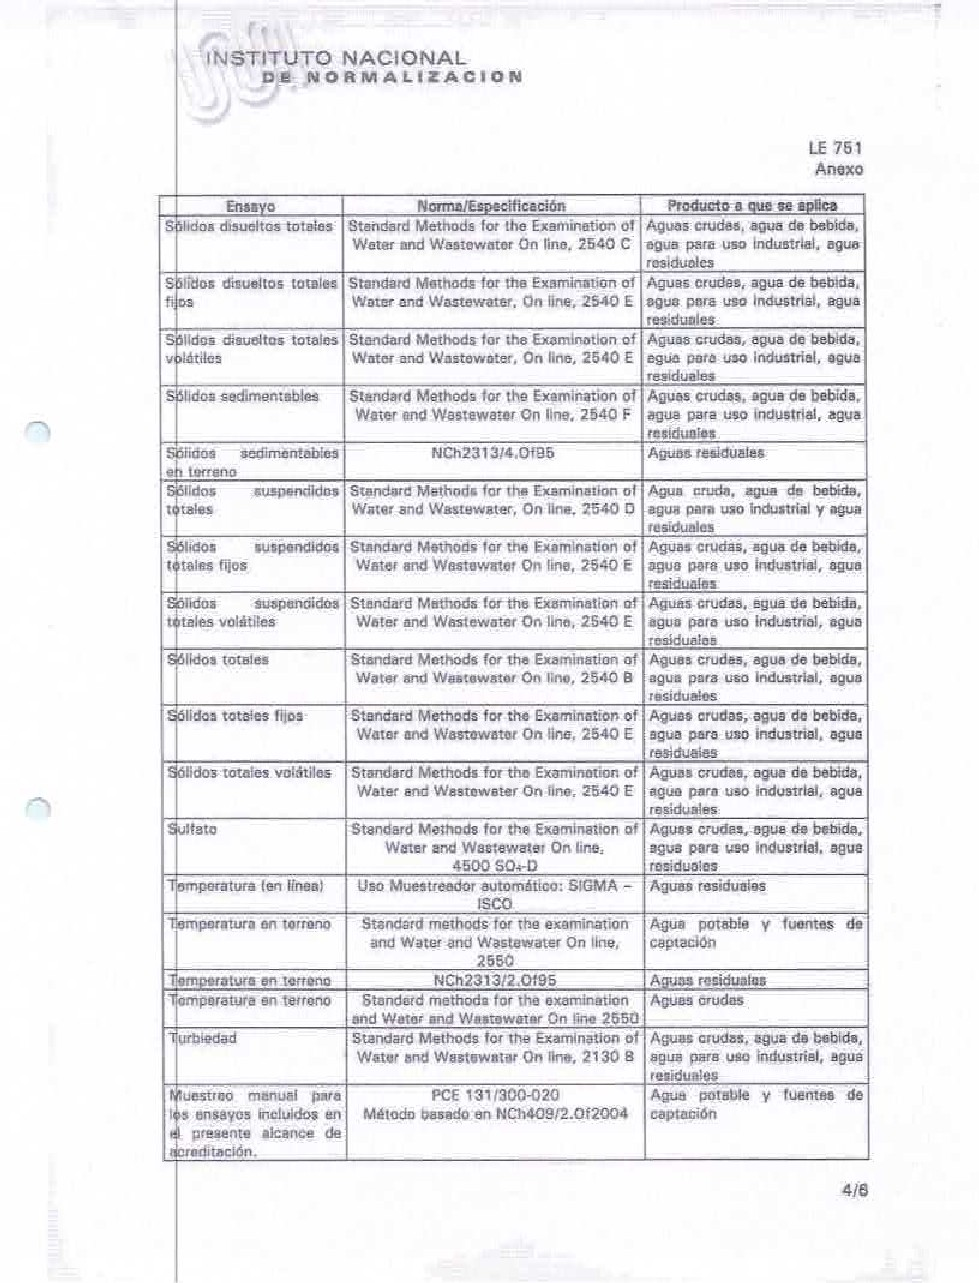 INSTITUTO NACIONAL
DE NORMALIZACION
LE 751
Anexo
Ensayo Norma/Especificación Producto a que se aplica
Sólidos disueltos totales Standard Methods for the Examination of Aguas crudas, agua de bebida,
Water and Wastewater On line, 2540 C agua para uso industrial, agua
residuales
Sólidos disueltos totales Standard Methods for the Examination of Aguas crudas, agua de bebida,
fijos Water and Wastewater, On line, 2540 E agua para uso industrial, agua
residuales
Sólidos disueltos totales Standard Methods for the Examination of Aguas crudas, agua de bebida,
volátiles Water and Wastewater, On line, 2540 E agua para uso industrial, agua
residuales
Sólidos sedimentables Standard Methods for the Examination of Aguas crudas, agua de bebida,
Water and Wastewater On line, 2540 F agua para uso industrial, agua
residuales
Sólidos sedimentables NCh2313/4.Of95 Aguas residuales
en terreno
Sólidos suspendidos Standard Methods for the Examination of Agua cruda, agua de bebida,
totales Water and Wastewater, On line, 2540 D agua para uso industrial y agua
residuales
Sólidos suspendidos Standard Methods for the Examination of Aguas crudas, agua de bebida,
totales fijos Water and Wastewater On line, 2540 E agua para uso industrial, agua
residuales
Sólidos suspendidos Standard Methods for the Examination of Aguas crudas, agua de bebida,
totales volátiles Water and Wastewater On line, 2540 E agua para uso industrial, agua
residuales
Sólidos totales Standard Methods for the Examination of Aguas crudas, agua de bebida,
Water and Wastewater On line, 2540 B agua para uso industrial, agua
residuales
Sólidos totales fijos Standard Methods for the Examination of Aguas crudas, agua de bebida,
Water and Wastewater On line, 2540 E agua para uso industrial, agua
residuales
Sólidos totales volátiles Standard Methods for the Examination of Aguas crudas, agua de bebida,
Water and Wastewater On line, 2540 E agua para uso industrial, agua
residuales
Sulfato Standard Methods for the Examination of Aguas crudas, agua de bebida,
Water and Wastewater On line, agua para uso industrial, agua
4500 SO₄-D residuales
Temperatura (en línea) Uso Muestreador automático: SIGMA – Aguas residuales
ISCO
Temperatura en terreno Standard methods for the examination Agua potable y fuentes de
and Water and Wastewater On line, captación
2550
Temperatura en terreno NCh2313/2.Of95 Aguas residuales
Temperatura en terreno Standard methods for the examination Aguas crudas
and Water and Wastewater On line 2550
Turbiedad Standard Methods for the Examination of Aguas crudas, agua de bebida,
Water and Wastewater On line, 2130 B agua para uso industrial, agua
residuales
Muestreo manual para PCE 131/300-020 Agua potable y fuentes de
los ensayos incluidos en Método basado en NCh409/2.Of2004 captación
el presente alcance de
acreditación.
4/6